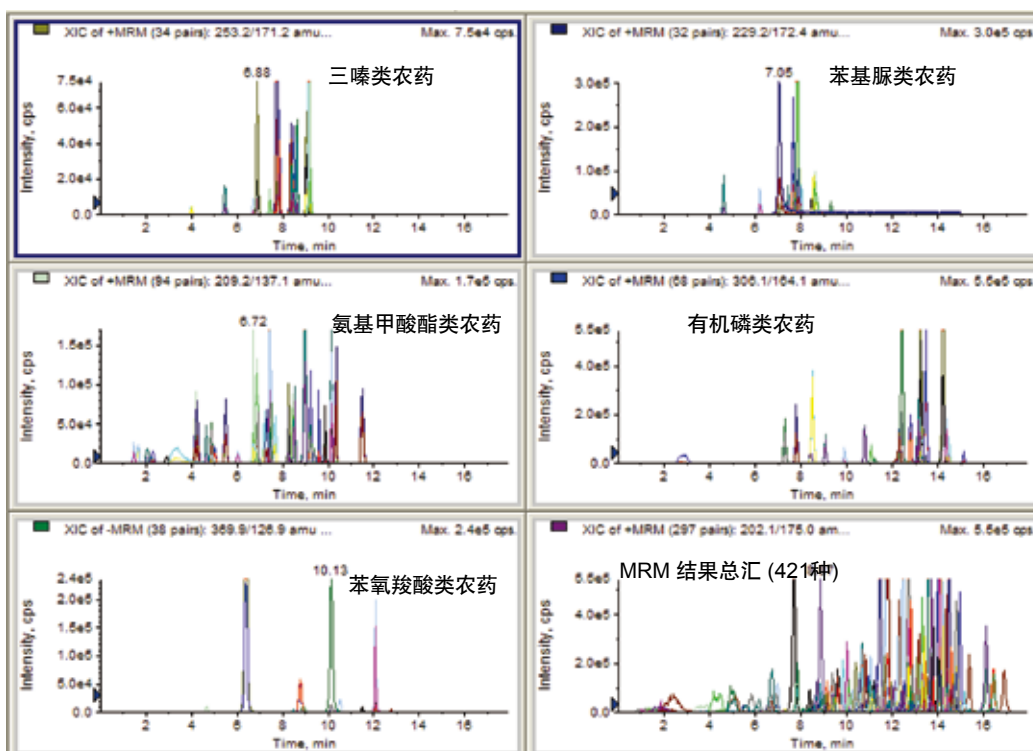 XIC of +MRM (34 pairs): 253.2/171.2 amu... Max. 7.5e4 cps.
6.88
三嗪类农药
7.5e4
6.0e4
4.0e4
2.0e4
0.0
Intensity, cps
2 4 6 8 10 12 14 16
Time, min
XIC of +MRM (32 pairs): 229.2/172.4 amu... Max. 3.0e5 cps.
7.05
苯基脲类农药
3.0e5
2.0e5
1.0e5
0.0
Intensity, cps
2 4 6 8 10 12 14 16
Time, min
XIC of +MRM (94 pairs): 209.2/137.1 amu... Max. 1.7e5 cps.
6.72
氨基甲酸酯类农药
1.5e5
1.0e5
5.0e4
0.0
Intensity, cps
2 4 6 8 10 12 14 16
Time, min
XIC of +MRM (68 pairs): 306.1/164.1 amu... Max. 5.5e5 cps.
有机磷类农药
5.5e5
4.0e5
2.0e5
0.0
Intensity, cps
2 4 6 8 10 12 14 16
Time, min
XIC of -MRM (38 pairs): 369.9/126.9 amu ... Max. 2.4e5 cps.
10.13
苯氧羧酸类农药
2.4e5
2.0e5
1.5e5
1.0e5
5.0e4
0.0
Intensity, cps
2 4 6 8 10 12 14 16
Time, min
XIC of +MRM (297 pairs): 202.1/175.0 am... Max. 5.5e5 cps.
MRM 结果总汇 (421种)
5.5e5
4.0e5
2.0e5
0.0
Intensity, cps
2 4 6 8 10 12 14 16
Time, min